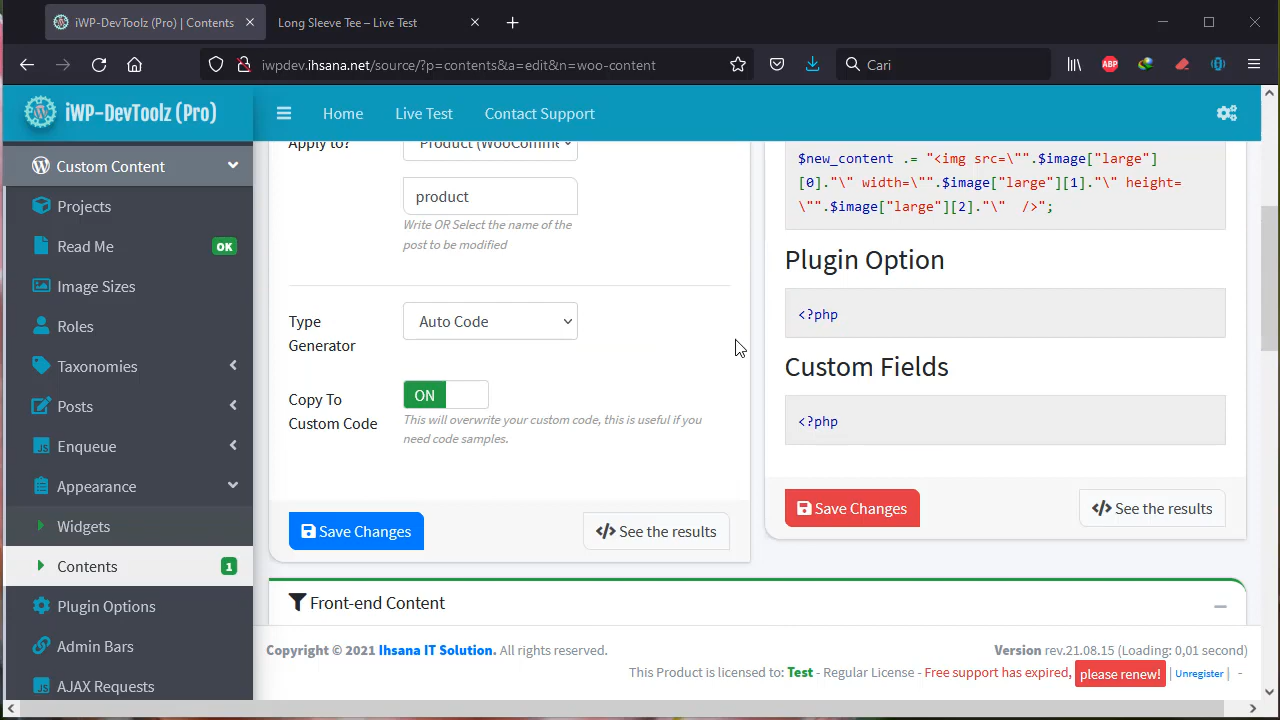 iWP-DevToolz (Pro) | Contents
Long Sleeve Tee – Live Test
iwpdev.ihsana.net/source/?p=contents&a=edit&n=woo-content
Cari
ABP
iWP-DevToolz (Pro)
Home
Live Test
Contact Support
Custom Content
Projects
Read Me
OK
Image Sizes
Roles
Taxonomies
Posts
Enqueue
Appearance
Widgets
Contents
1
Plugin Options
Admin Bars
AJAX Requests
Apply to?
Product (WooComme
product
Write OR Select the name of the
post to be modified
Type
Generator
Auto Code
Copy To
Custom Code
ON
This will overwrite your custom code, this is useful if you
need code samples.
Save Changes
See the results
$new_content .= "<img src=\"".$image["large"]
[0]."\" width=\"".$image["large"][1]."\" height=
\"".$image["large"][2]."\"  />";
Plugin Option
<?php
Custom Fields
<?php
Save Changes
See the results
Front-end Content
Copyright © 2021 Ihsana IT Solution. All rights reserved.
Version rev.21.08.15 (Loading: 0,01 second)
This Product is licensed to: Test - Regular License - Free support has expired, please renew! | Unregister | -